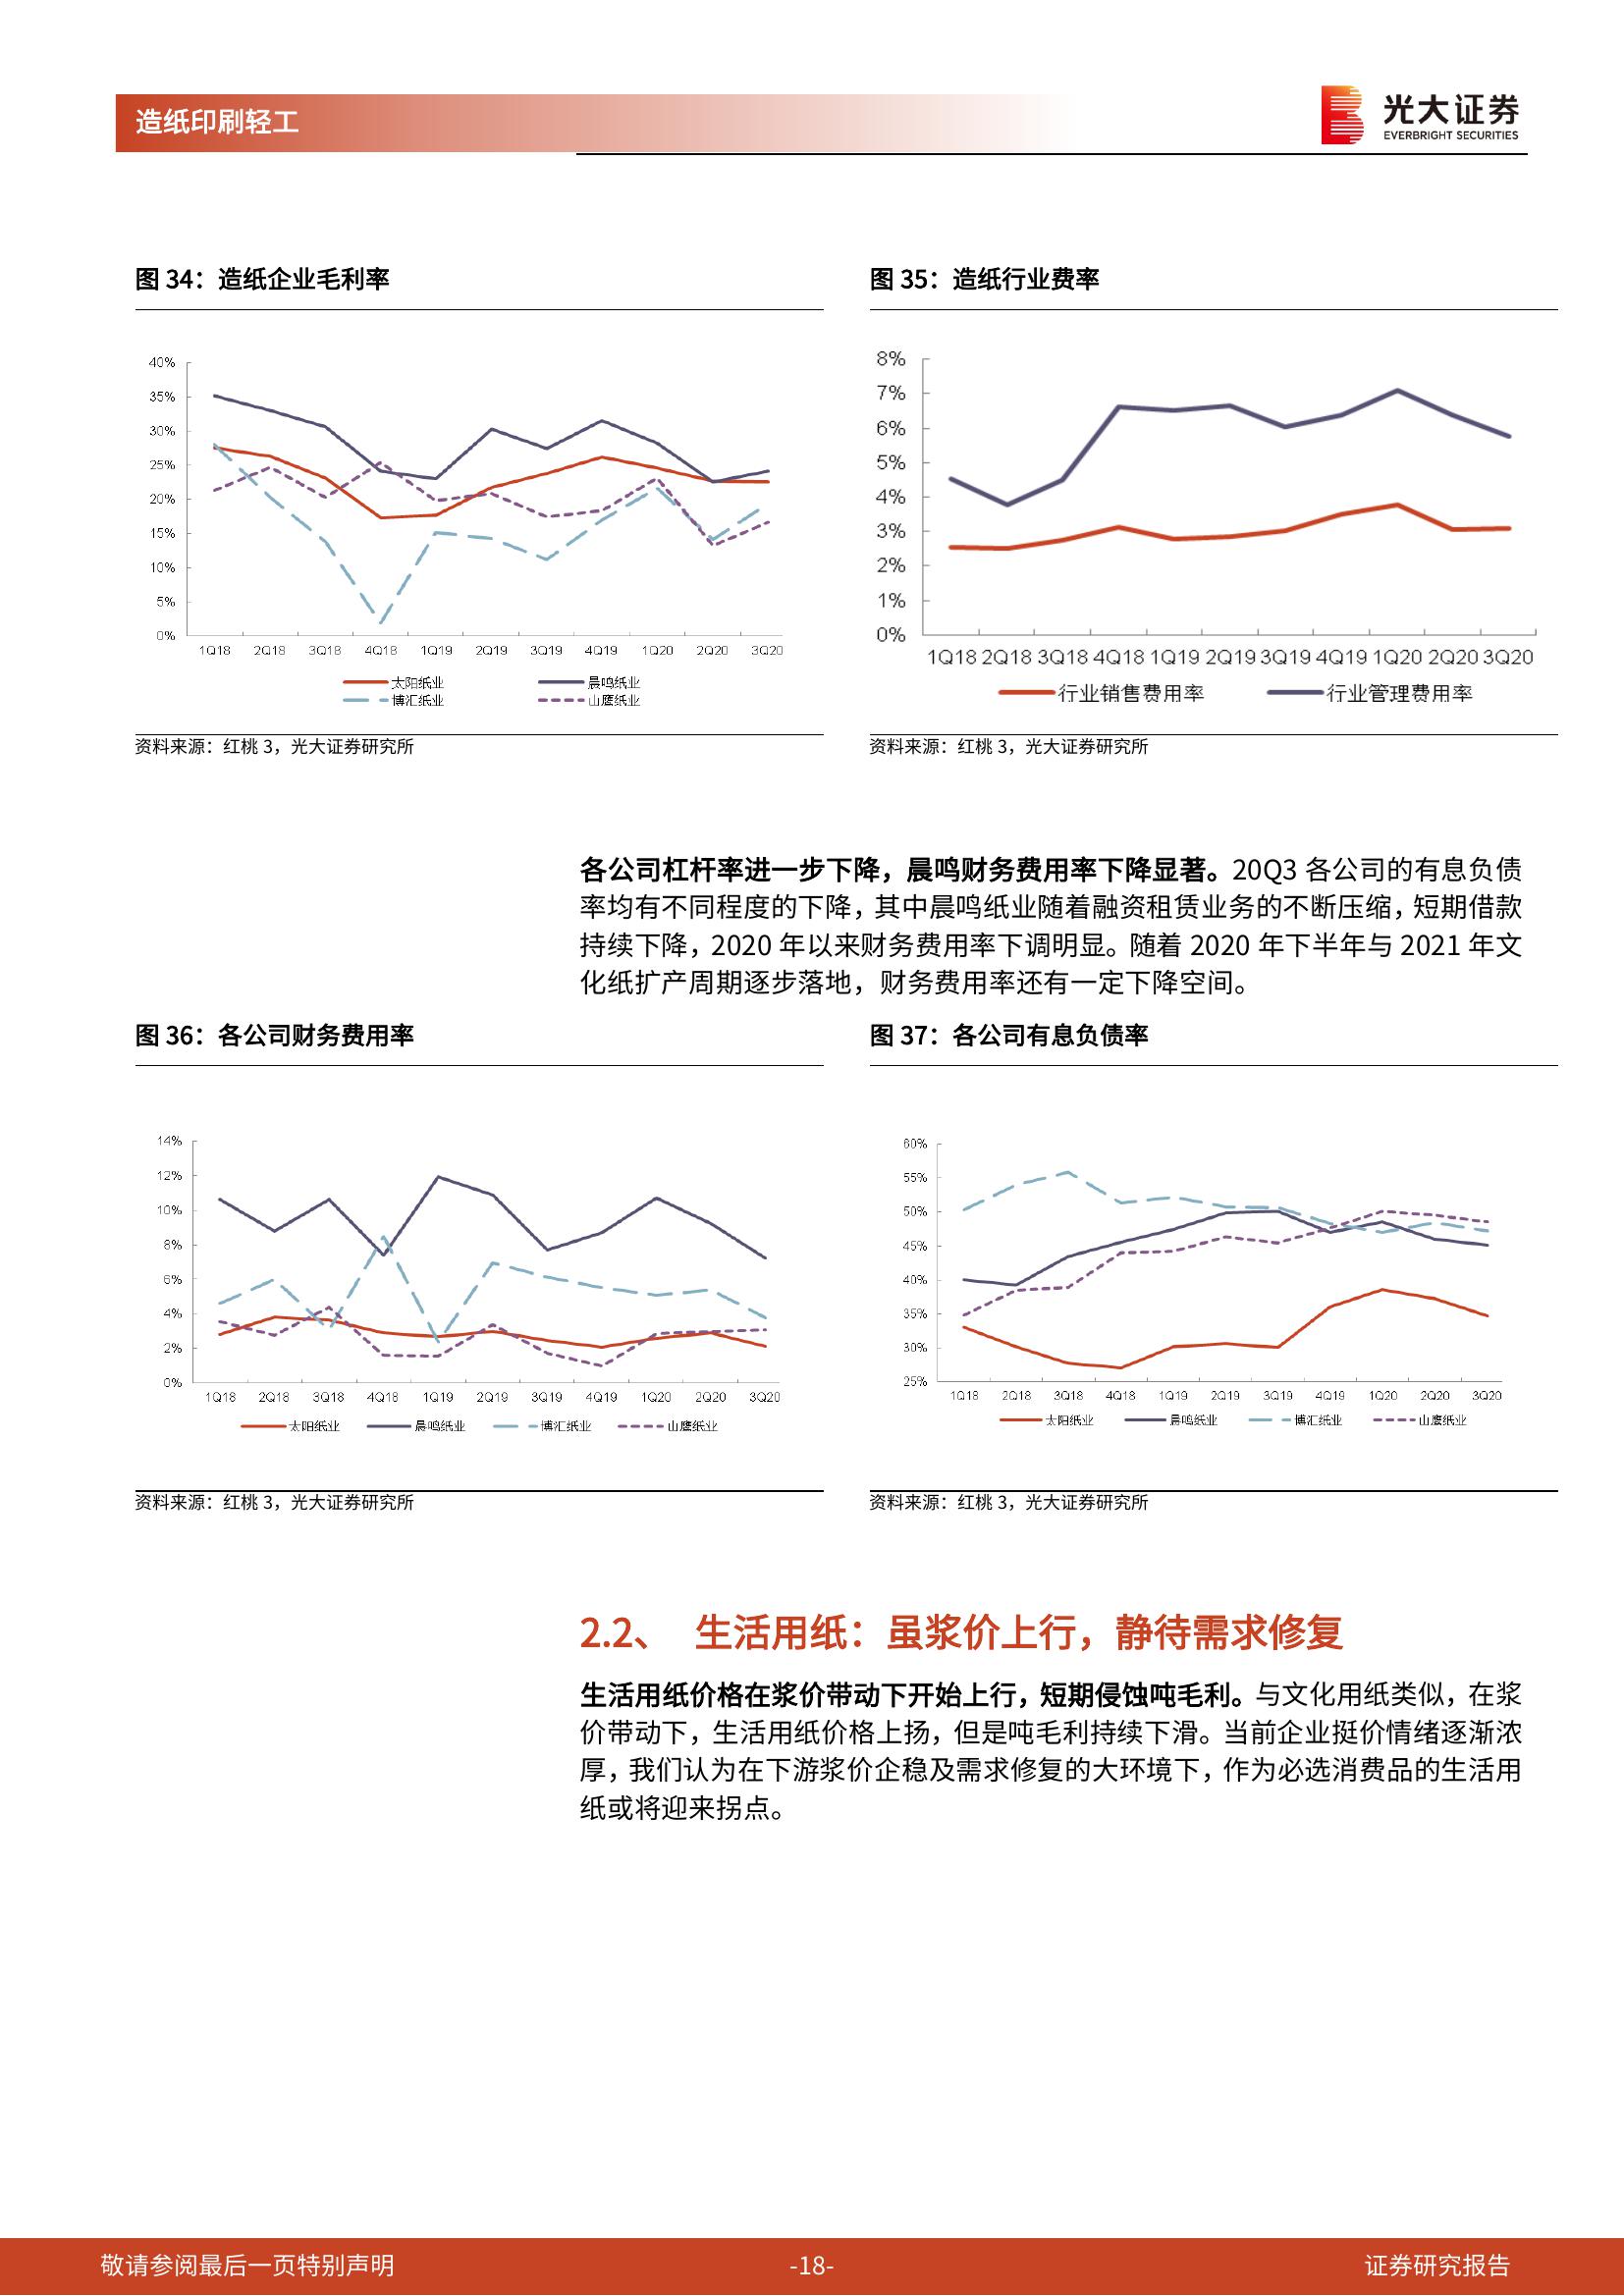 造纸印刷轻工
光大证券
EVERBRIGHT SECURITIES
图 34：造纸企业毛利率
40%
35%
30%
25%
20%
15%
10%
5%
0%
1Q18 2Q18 3Q18 4Q18 1Q19 2Q19 3Q19 4Q19 1Q20 2Q20 3Q20
太阳纸业 晨鸣纸业
博汇纸业 山鹰纸业
资料来源：红桃 3，光大证券研究所
图 35：造纸行业费率
8%
7%
6%
5%
4%
3%
2%
1%
0%
1Q18 2Q18 3Q18 4Q18 1Q19 2Q19 3Q19 4Q19 1Q20 2Q20 3Q20
行业销售费用率 行业管理费用率
资料来源：红桃 3，光大证券研究所
各公司杠杆率进一步下降，晨鸣财务费用率下降显著。20Q3 各公司的有息负债
率均有不同程度的下降，其中晨鸣纸业随着融资租赁业务的不断压缩，短期借款
持续下降，2020 年以来财务费用率下调明显。随着 2020 年下半年与 2021 年文
化纸扩产周期逐步落地，财务费用率还有一定下降空间。
图 36：各公司财务费用率
14%
12%
10%
8%
6%
4%
2%
0%
1Q18 2Q18 3Q18 4Q18 1Q19 2Q19 3Q19 4Q19 1Q20 2Q20 3Q20
太阳纸业 晨鸣纸业 博汇纸业 山鹰纸业
资料来源：红桃 3，光大证券研究所
图 37：各公司有息负债率
60%
55%
50%
45%
40%
35%
30%
25%
1Q18 2Q18 3Q18 4Q18 1Q19 2Q19 3Q19 4Q19 1Q20 2Q20 3Q20
太阳纸业 晨鸣纸业 博汇纸业 山鹰纸业
资料来源：红桃 3，光大证券研究所
2.2、 生活用纸：虽浆价上行，静待需求修复
生活用纸价格在浆价带动下开始上行，短期侵蚀吨毛利。与文化用纸类似，在浆
价带动下，生活用纸价格上扬，但是吨毛利持续下滑。当前企业挺价情绪逐渐浓
厚，我们认为在下游浆价企稳及需求修复的大环境下，作为必选消费品的生活用
纸或将迎来拐点。
敬请参阅最后一页特别声明 -18- 证券研究报告